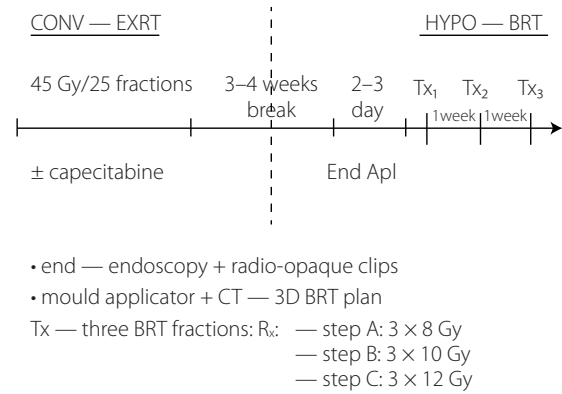 CONV — EXRT HYPO — BRT
45 Gy/25 fractions 3–4 weeks break 2–3 day Tx₁ Tx₂ Tx₃
1week 1week
± capecitabine End Apl
• end — endoscopy + radio-opaque clips
• mould applicator + CT — 3D BRT plan
Tx — three BRT fractions: Rₓ: — step A: 3 × 8 Gy
— step B: 3 × 10 Gy
— step C: 3 × 12 Gy